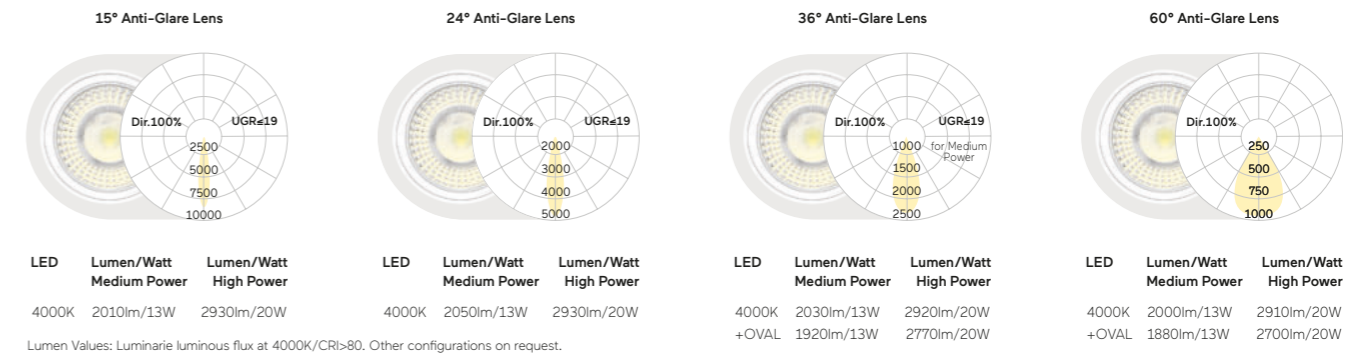 15° Anti-Glare Lens
Dir.100%
UGR≤19
2500
5000
7500
10000
LED Lumen/Watt Medium Power Lumen/Watt High Power
4000K 2010lm/13W 2930lm/20W
24° Anti-Glare Lens
Dir.100%
UGR≤19
2000
3000
4000
5000
LED Lumen/Watt Medium Power Lumen/Watt High Power
4000K 2050lm/13W 2930lm/20W
36° Anti-Glare Lens
Dir.100%
UGR≤19
for Medium
Power
1000
1500
2000
2500
LED Lumen/Watt Medium Power Lumen/Watt High Power
4000K 2030lm/13W 2920lm/20W
+OVAL 1920lm/13W 2770lm/20W
60° Anti-Glare Lens
Dir.100%
250
500
750
1000
LED Lumen/Watt Medium Power Lumen/Watt High Power
4000K 2000lm/13W 2910lm/20W
+OVAL 1880lm/13W 2700lm/20W
Lumen Values: Luminarie luminous flux at 4000K/CRI>80. Other configurations on request.